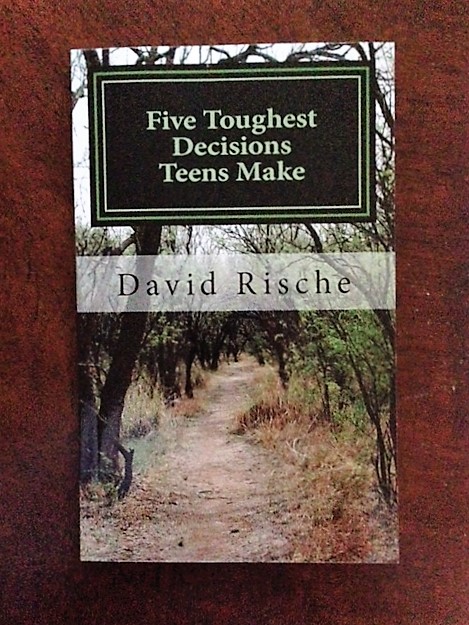 Five Toughest
Decisions
Teens Make
David Rische